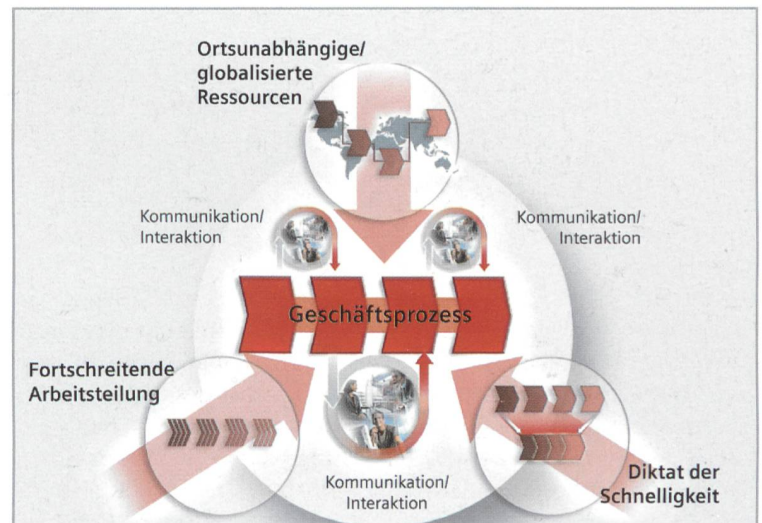 Ortsunabhängige/
globalisierte
Ressourcen
Kommunikation/
Interaktion
Kommunikation/
Interaktion
Geschäftsprozess
Fortschreitende
Arbeitsteilung
Kommunikation/
Interaktion
Diktat der
Schnelligkeit